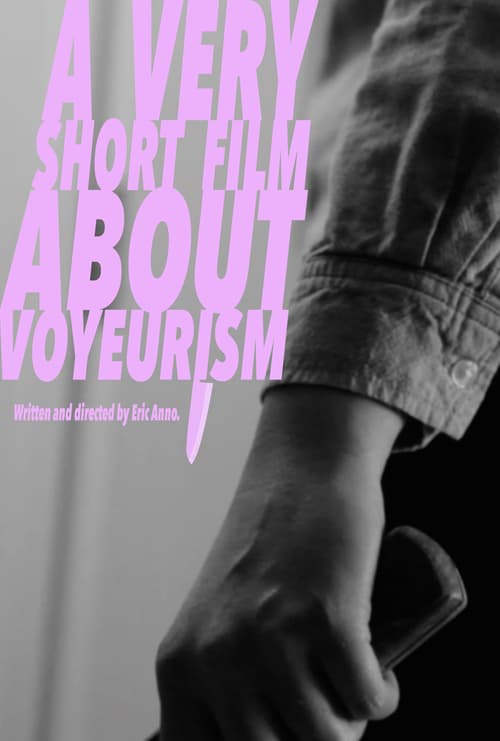 A VERY
SHORT FILM
ABOUT
VOYEURISM
Written and directed by Eric Anno.